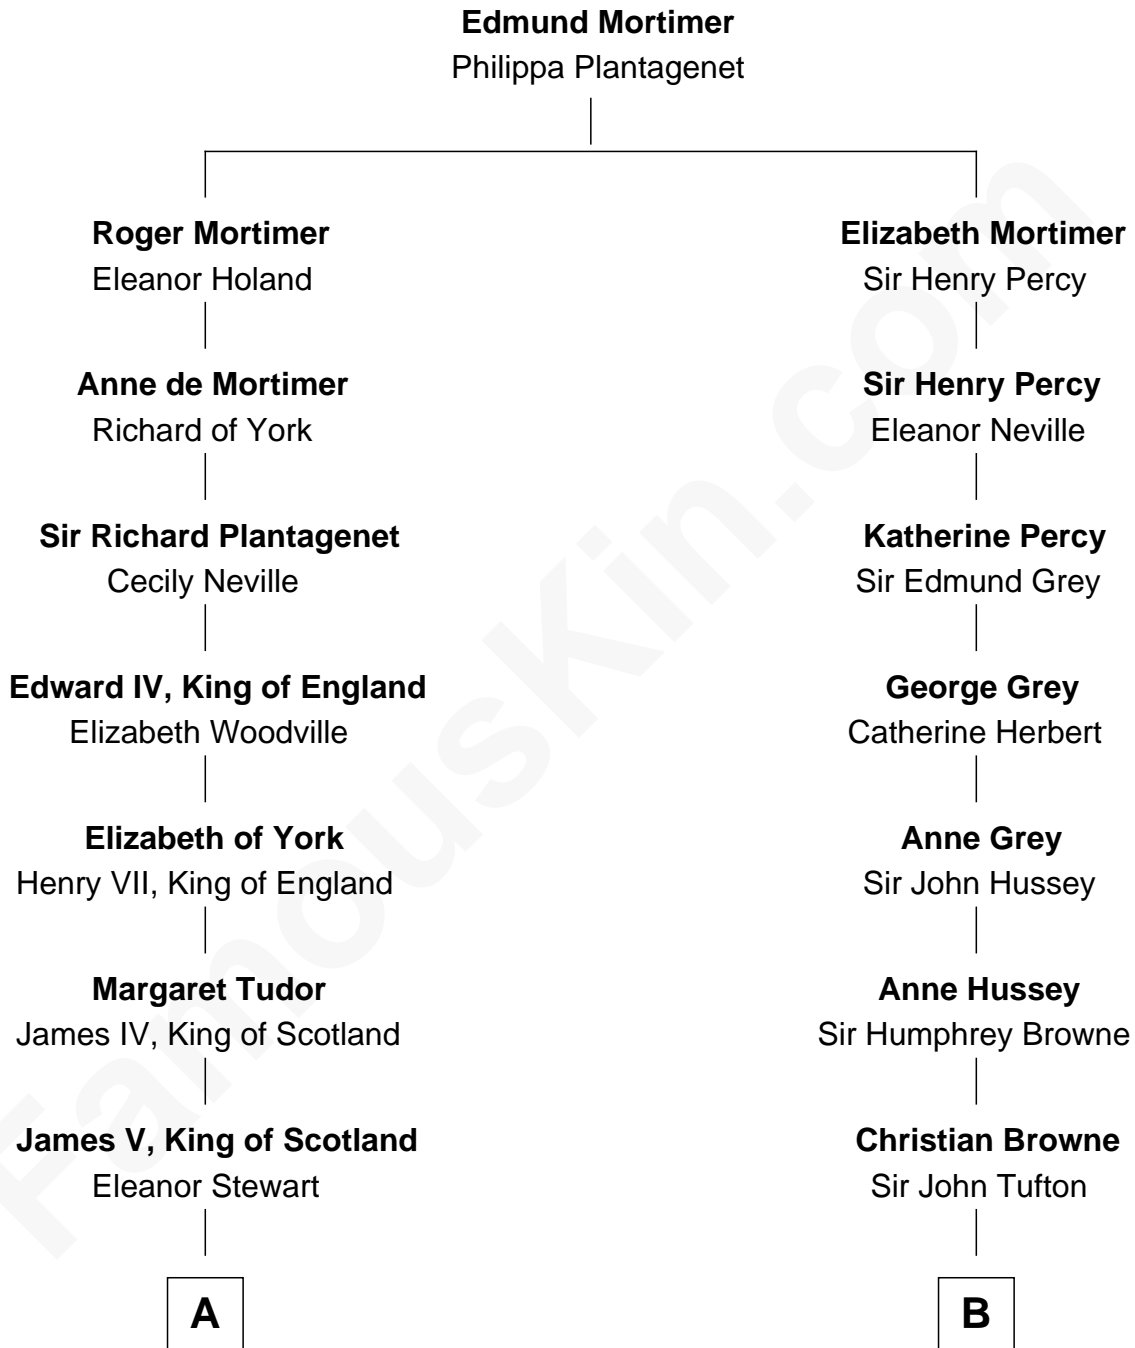 Edmund Mortimer
Philippa Plantagenet
Roger Mortimer
Eleanor Holand
Elizabeth Mortimer
Sir Henry Percy
Anne de Mortimer
Richard of York
Sir Henry Percy
Eleanor Neville
Sir Richard Plantagenet
Cecily Neville
Katherine Percy
Sir Edmund Grey
Edward IV, King of England
Elizabeth Woodville
George Grey
Catherine Herbert
Elizabeth of York
Henry VII, King of England
Anne Grey
Sir John Hussey
Margaret Tudor
James IV, King of Scotland
Anne Hussey
Sir Humphrey Browne
James V, King of Scotland
Eleanor Stewart
Christian Browne
Sir John Tufton
A
B
FamousKin.com